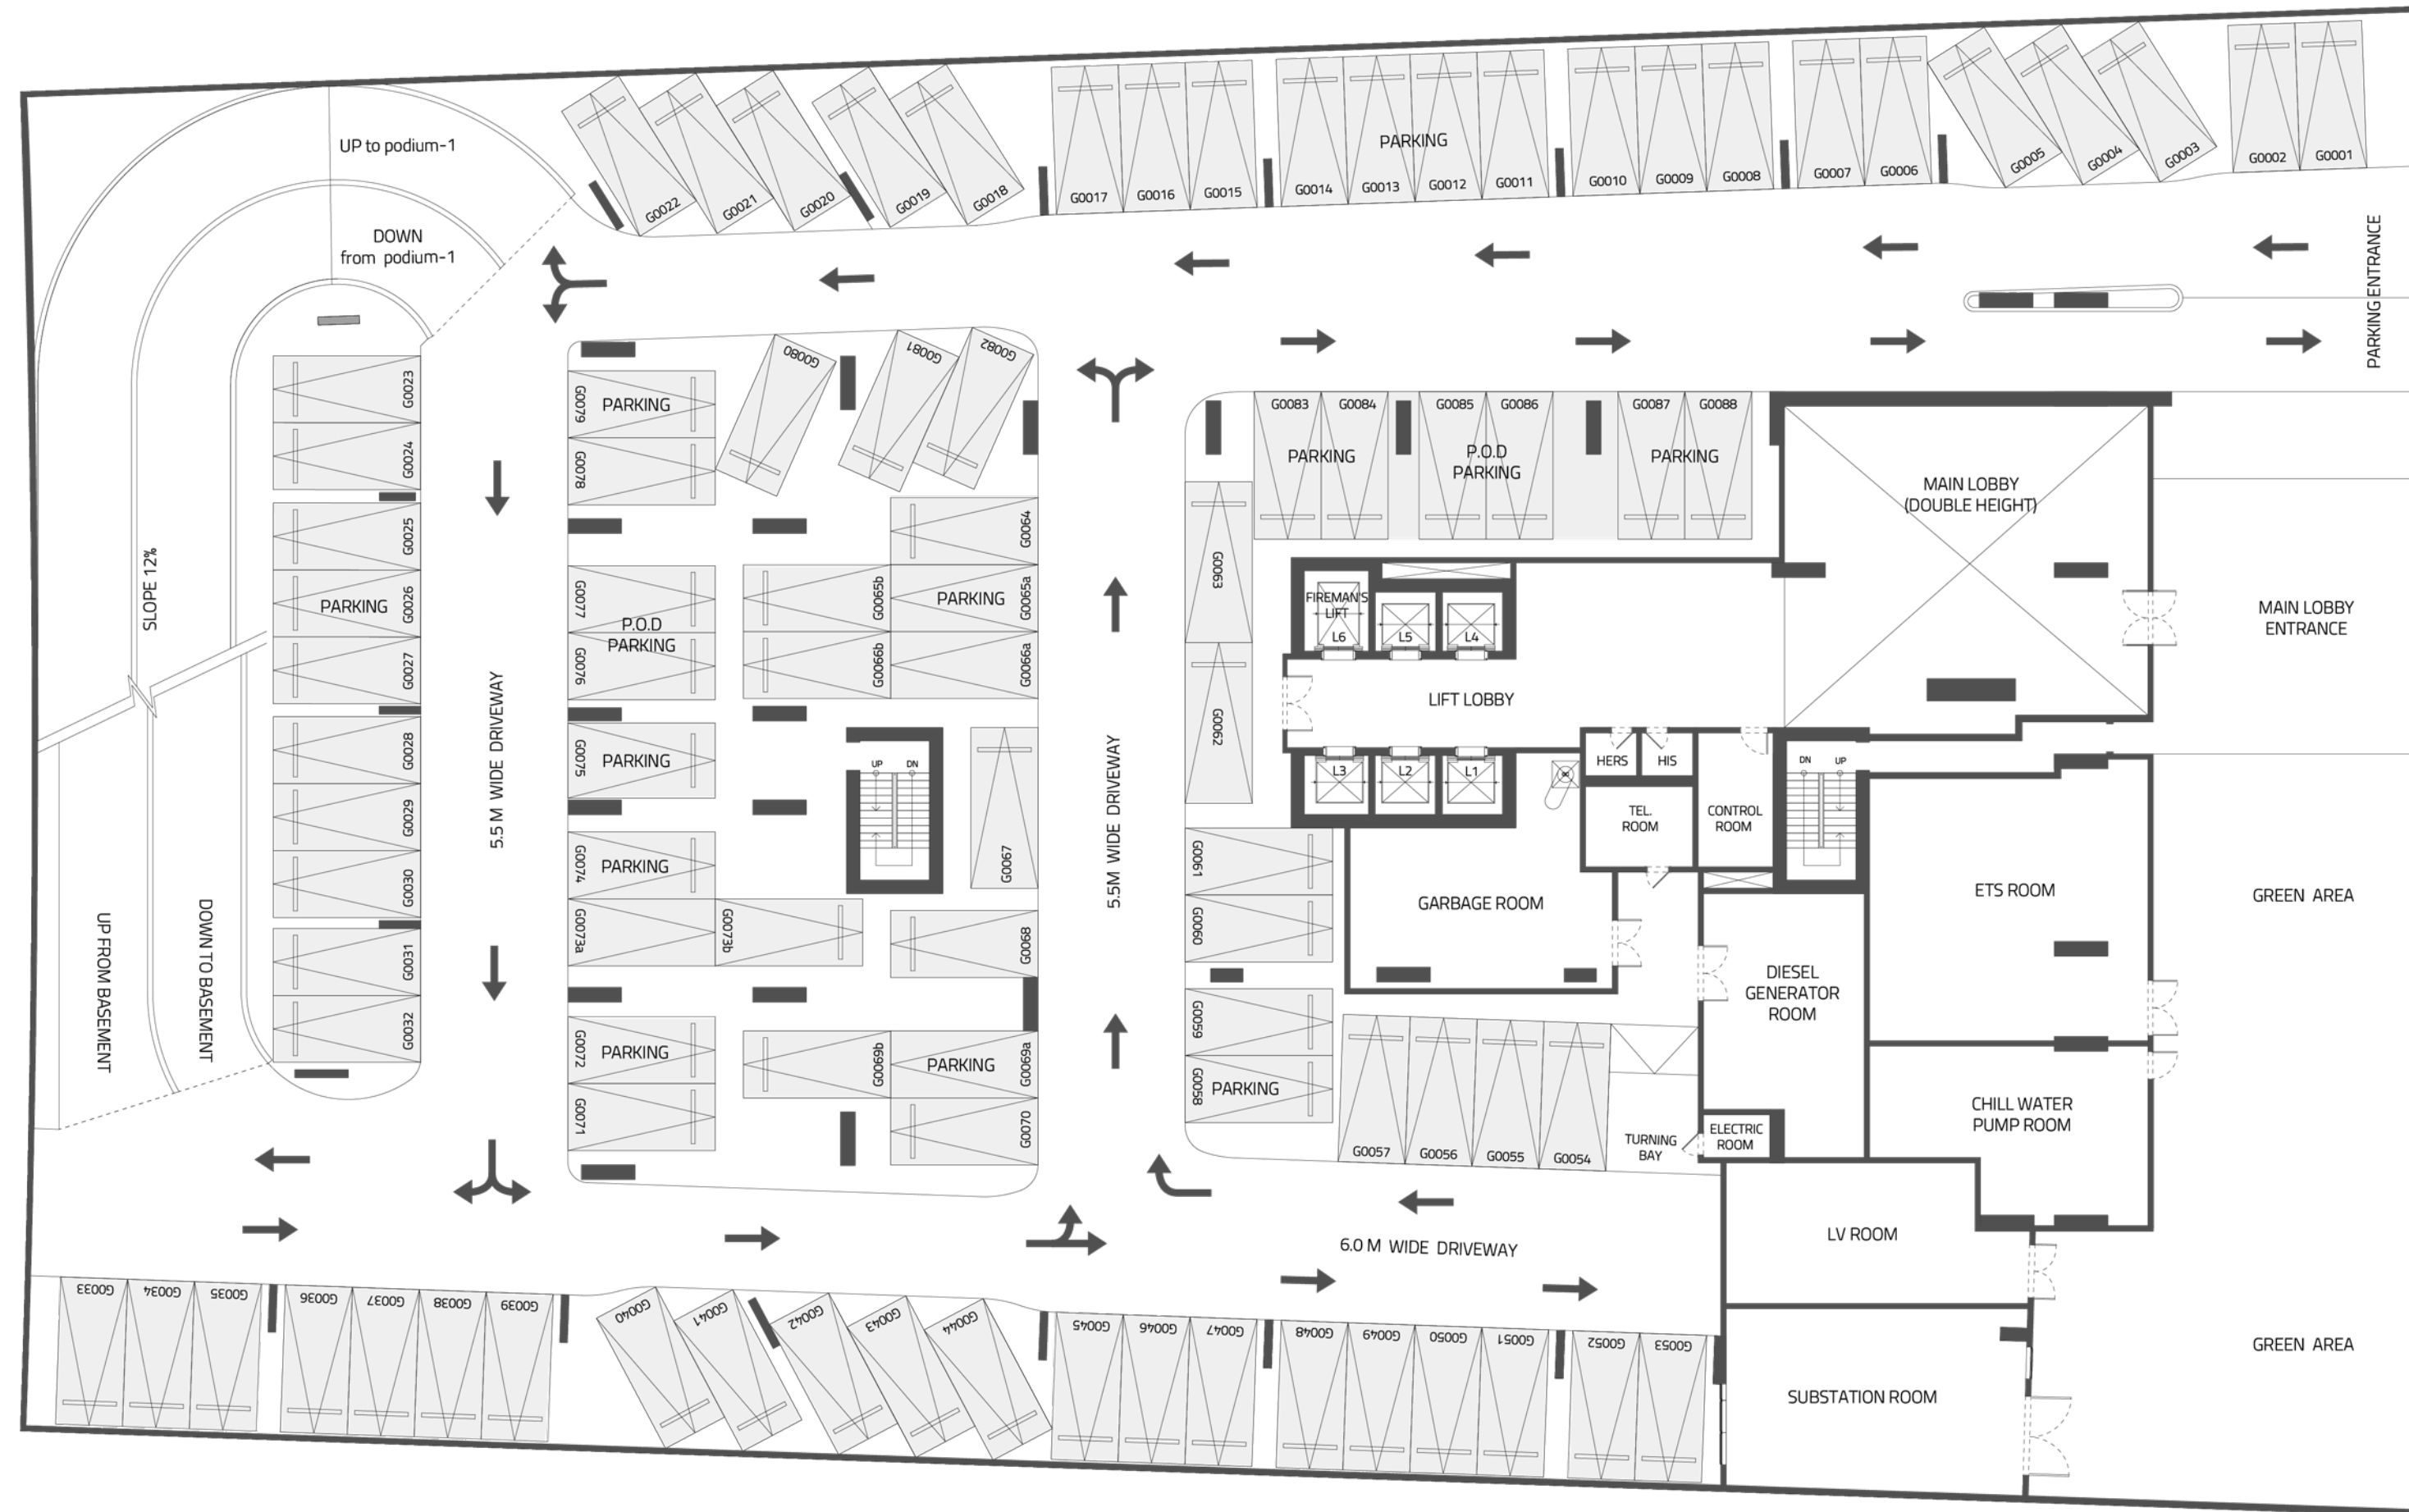 UP to podium-1
DOWN
from podium-1
SLOPE 12%
UP FROM BASEMENT
DOWN TO BASEMENT
G0022
G0021
G0020
G0019
G0018
G0017
G0016
G0015
PARKING
G0014
G0013
G0012
G0011
G0010
G0009
G0008
G0007
G0006
G0005
G0004
G0003
G0002
G0001
PARKING ENTRANCE
G0023
G0024
G0025
PARKING
G0026
G0027
G0028
G0029
G0030
G0031
G0032
5.5 M WIDE DRIVEWAY
G0079
PARKING
G0078
G0080
G0081
G0082
G0077
P.O.D
PARKING
G0076
G0064
G0065b
PARKING
G0065a
G0066b
G0066a
G0075
PARKING
UP
DN
G0067
G0074
PARKING
G0073a
G0073b
G0068
G0072
PARKING
G0071
G0069b
PARKING
G0069a
G0070
5.5M WIDE DRIVEWAY
G0083
G0084
PARKING
G0085
G0086
P.O.D
PARKING
G0087
G0088
PARKING
G0063
G0062
G0061
G0060
G0059
G0058
PARKING
FIREMAN'S
LIFT
L6
L5
L4
LIFT LOBBY
L3
L2
L1
HERS
HIS
TEL.
ROOM
CONTROL
ROOM
DN
UP
MAIN LOBBY
(DOUBLE HEIGHT)
MAIN LOBBY
ENTRANCE
GARBAGE ROOM
ETS ROOM
GREEN AREA
DIESEL
GENERATOR
ROOM
CHILL WATER
PUMP ROOM
ELECTRIC
ROOM
TURNING
BAY
G0057
G0056
G0055
G0054
6.0 M WIDE DRIVEWAY
LV ROOM
SUBSTATION ROOM
GREEN AREA
G0033
G0034
G0035
G0036
G0037
G0038
G0039
G0040
G0041
G0042
G0043
G0044
G0045
G0046
G0047
G0048
G0049
G0050
G0051
G0052
G0053